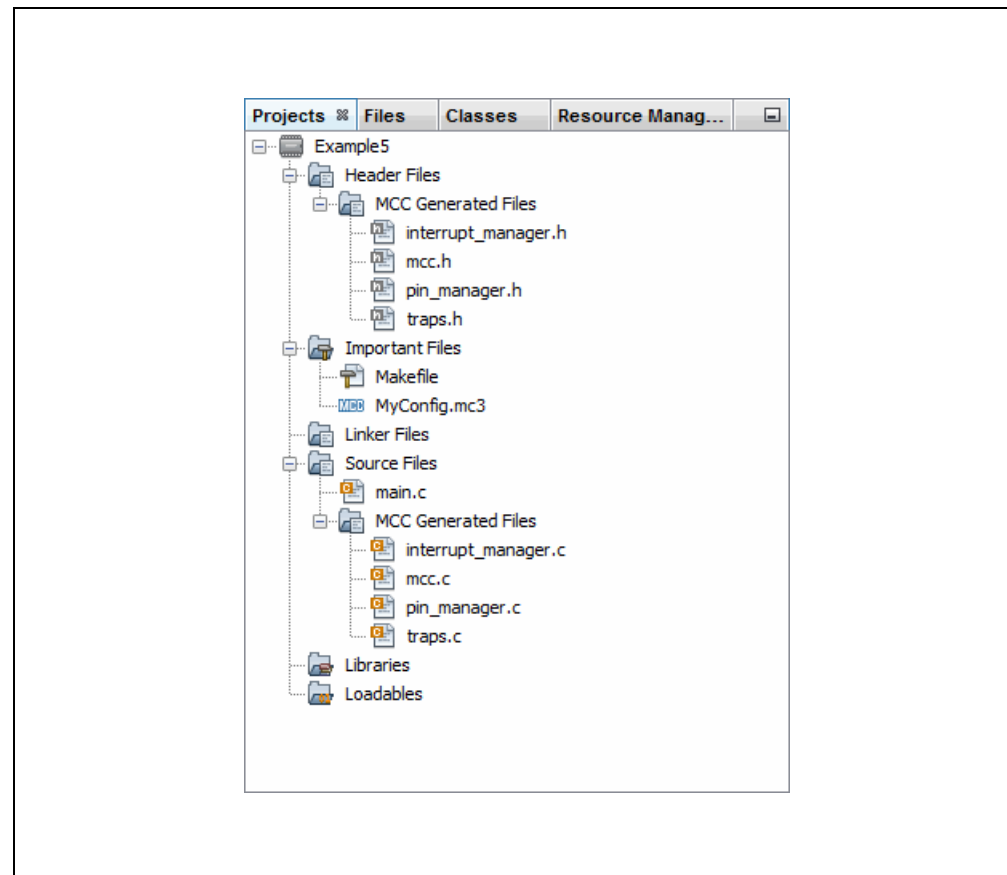 Projects Files Classes Resource Manag...
Example5
Header Files
MCC Generated Files
interrupt_manager.h
mcc.h
pin_manager.h
traps.h
Important Files
Makefile
MCC MyConfig.mc3
Linker Files
Source Files
main.c
MCC Generated Files
interrupt_manager.c
mcc.c
pin_manager.c
traps.c
Libraries
Loadables